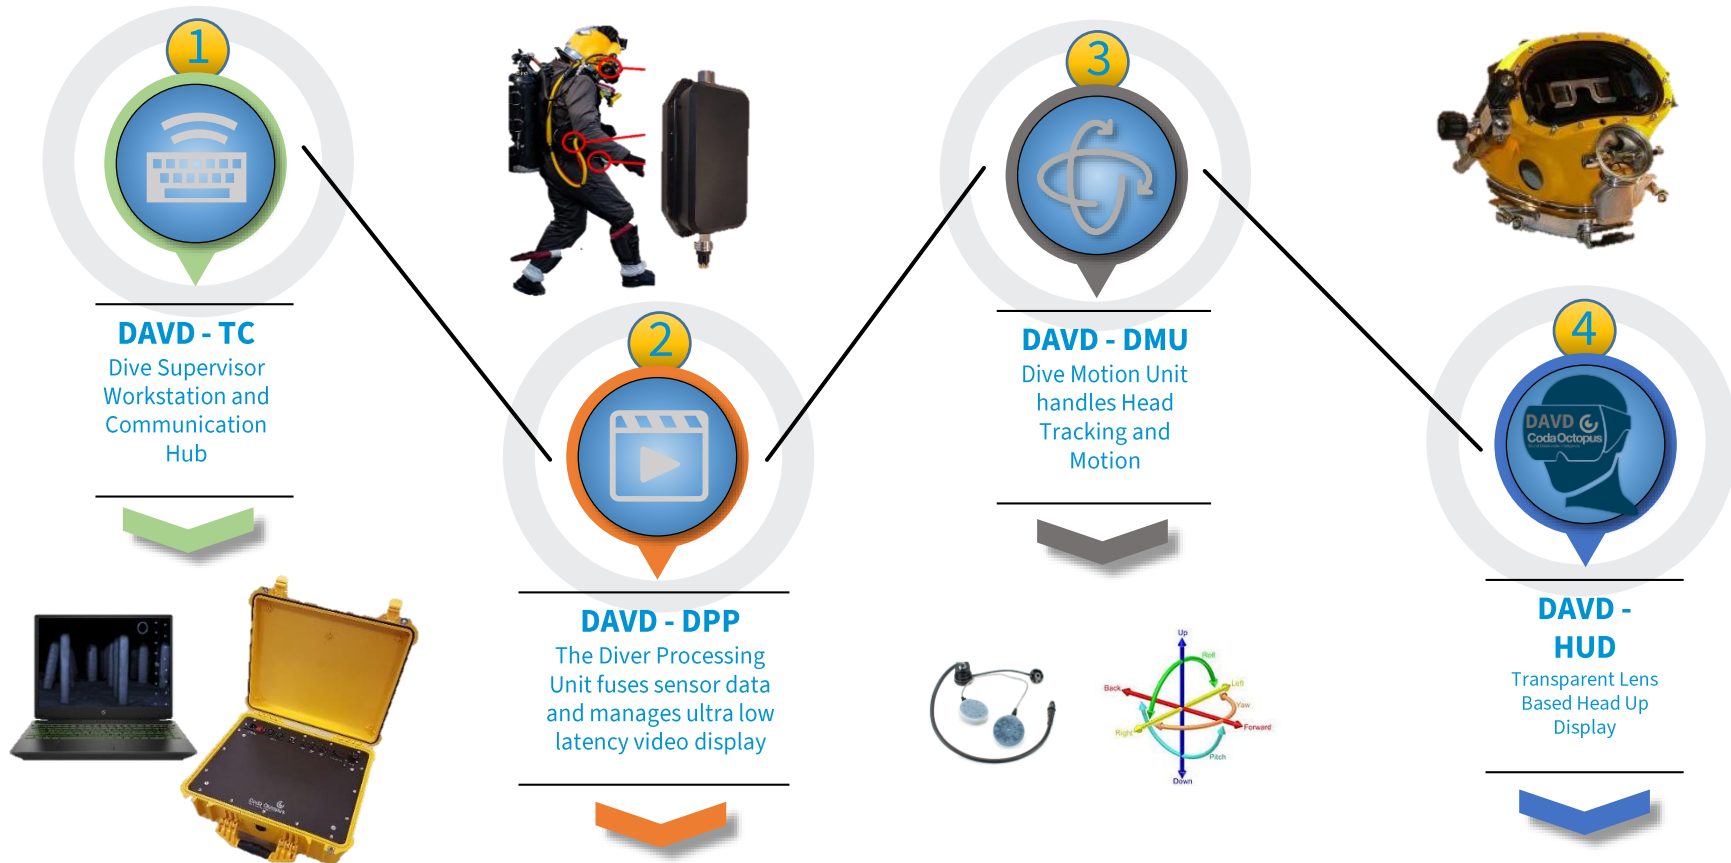 1
DAVD - TC
Dive Supervisor
Workstation and
Communication
Hub
Coda Octopus
2
DAVD - DPP
The Diver Processing
Unit fuses sensor data
and manages ultra low
latency video display
3
DAVD - DMU
Dive Motion Unit
handles Head
Tracking and
Motion
Up
Roll
Left
Back
Yaw
Forward
Right
Pitch
Down
4
DAVD
CodaOctopus
DAVD -
HUD
Transparent Lens
Based Head Up
Display